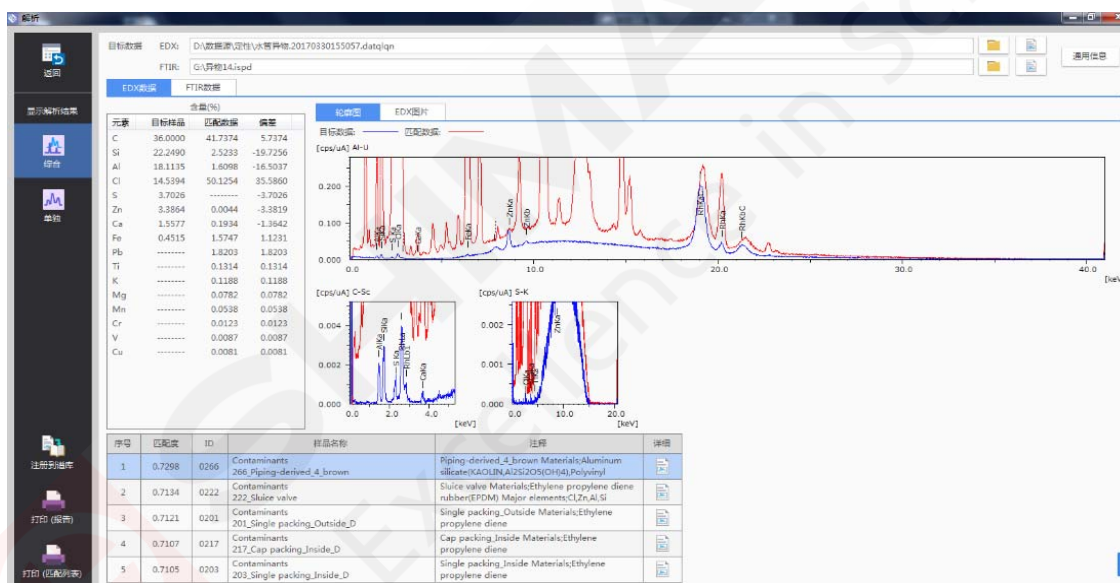 解析
目标数据 EDX: D:\数据源\定性\水管异物.20170330155057.datqlqn
通用信息
FTIR: G:\异物14.ispd
返回
EDX数据 FTIR数据
显示解析结果
综合
单独
含量(%)
元素 目标样品 匹配数据 偏差
C 36.0000 41.7374 5.7374
Si 22.2490 2.5233 -19.7256
Al 18.1135 1.6098 -16.5037
Cl 14.5394 50.1254 35.5860
S 3.7026 -------- -3.7026
Zn 3.3864 0.0044 -3.3819
Ca 1.5577 0.1934 -1.3642
Fe 0.4515 1.5747 1.1231
Pb -------- 1.8203 1.8203
Ti -------- 0.1314 0.1314
K -------- 0.1188 0.1188
Mg -------- 0.0782 0.0782
Mn -------- 0.0538 0.0538
Cr -------- 0.0123 0.0123
V -------- 0.0087 0.0087
Cu -------- 0.0081 0.0081
轮廓图 EDX图片
目标数据: 匹配数据:
[cps/uA] Al-U
0.200
0.100
0.000
ZnKa
ZnKb
RhKa
RhKbC
0.0 10.0 20.0 30.0 40.0
[keV]
[cps/uA] C-Sc
0.004
0.002
0.000
AlKa
SiKa
S Ka
RhLa
RhLb1
CaKa
0.0 2.0 4.0
[keV]
[cps/uA] S-K
0.002
0.001
0.000
ZnKa
0.0 10.0 20.0
[keV]
序号 匹配度 ID 样品名称 注释 详细
1 0.7298 0266 Contaminants Piping-derived_4_brown Materials;Aluminum
266_Piping-derived_4_brown silicate(KAOLIN,Al2Si2O5(OH)4),Polyvinyl
2 0.7134 0222 Contaminants Sluice valve Materials;Ethylene propylene diene
222_Sluice valve rubber(EPDM) Major elements;Cl,Zn,Al,Si
3 0.7121 0201 Contaminants Single packing_Outside Materials;Ethylene
201_Single packing_Outside_D propylene diene
4 0.7107 0217 Contaminants Cap packing_Inside Materials;Ethylene
217_Cap packing_Inside_D propylene diene
5 0.7105 0203 Contaminants Single packing_Inside Materials;Ethylene
203_Single packing_Inside_D propylene diene
注册到谱库
打印 (报表)
打印 (匹配列表)